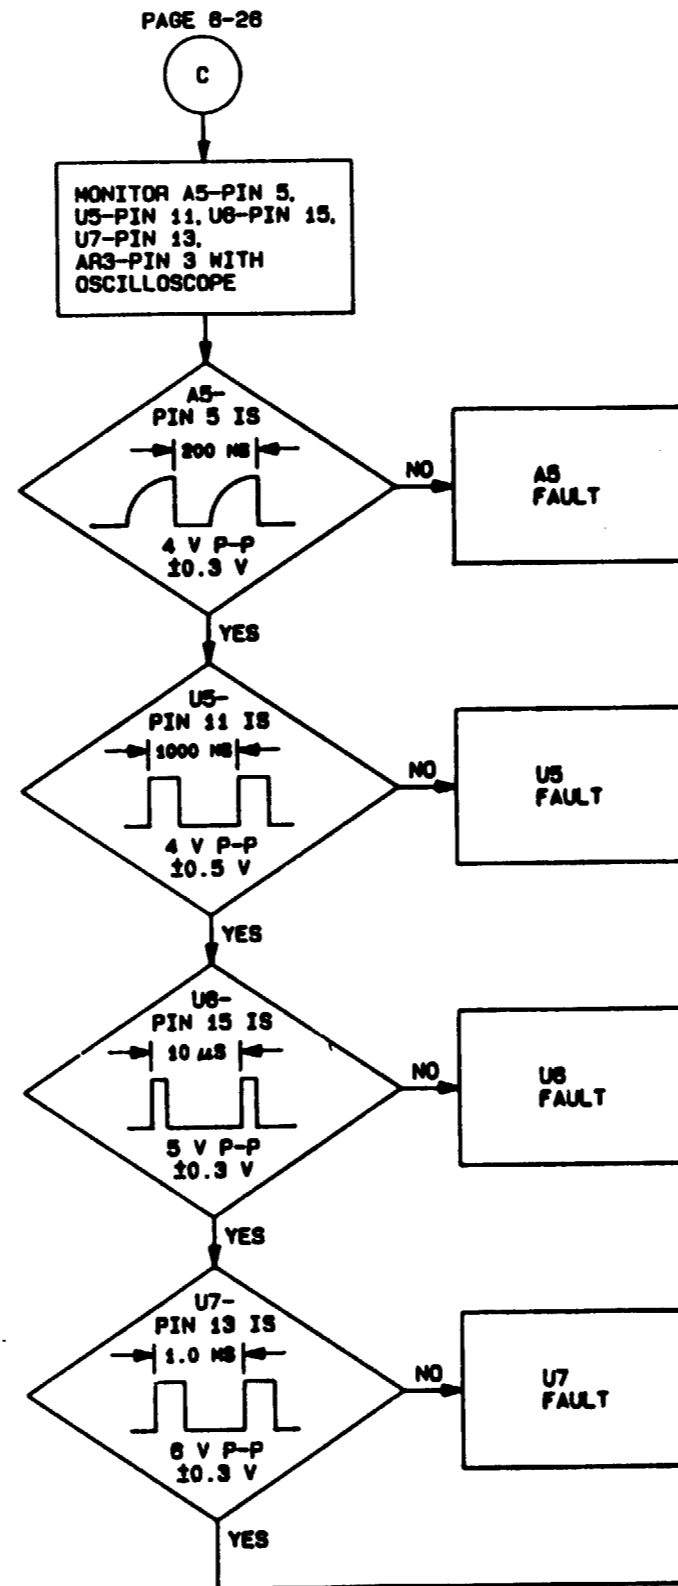 PAGE 6-26
C
MONITOR A5-PIN 5,
U5-PIN 11, U6-PIN 15,
U7-PIN 13,
AR3-PIN 3 WITH
OSCILLOSCOPE
A5-
PIN 5 IS
200 NS
4 V P-P
±0.3 V
NO
A5
FAULT
YES
U5-
PIN 11 IS
1000 NS
4 V P-P
±0.5 V
NO
U5
FAULT
YES
U6-
PIN 15 IS
10 µS
5 V P-P
±0.3 V
NO
U6
FAULT
YES
U7-
PIN 13 IS
1.0 MS
6 V P-P
±0.3 V
NO
U7
FAULT
YES